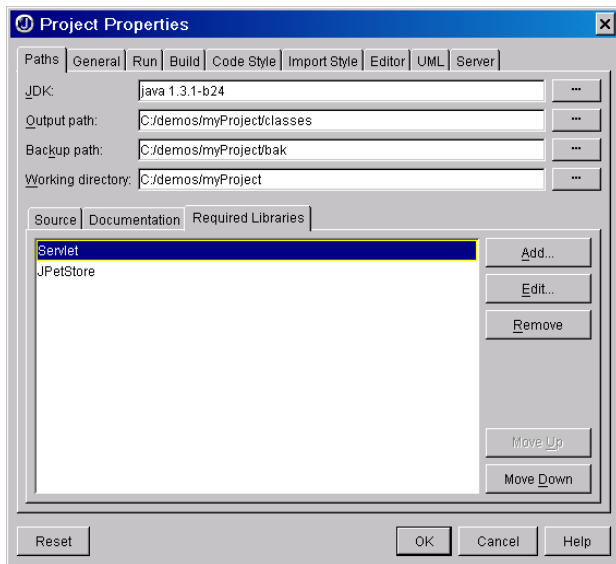 Project Properties
Paths General Run Build Code Style Import Style Editor UML Server
JDK: java 1.3.1-b24 ...
Output path: C:/demos/myProject/classes ...
Backup path: C:/demos/myProject/bak ...
Working directory: C:/demos/myProject ...
Source Documentation Required Libraries
Servlet
JPetStore
Add...
Edit...
Remove
Move Up
Move Down
Reset OK Cancel Help